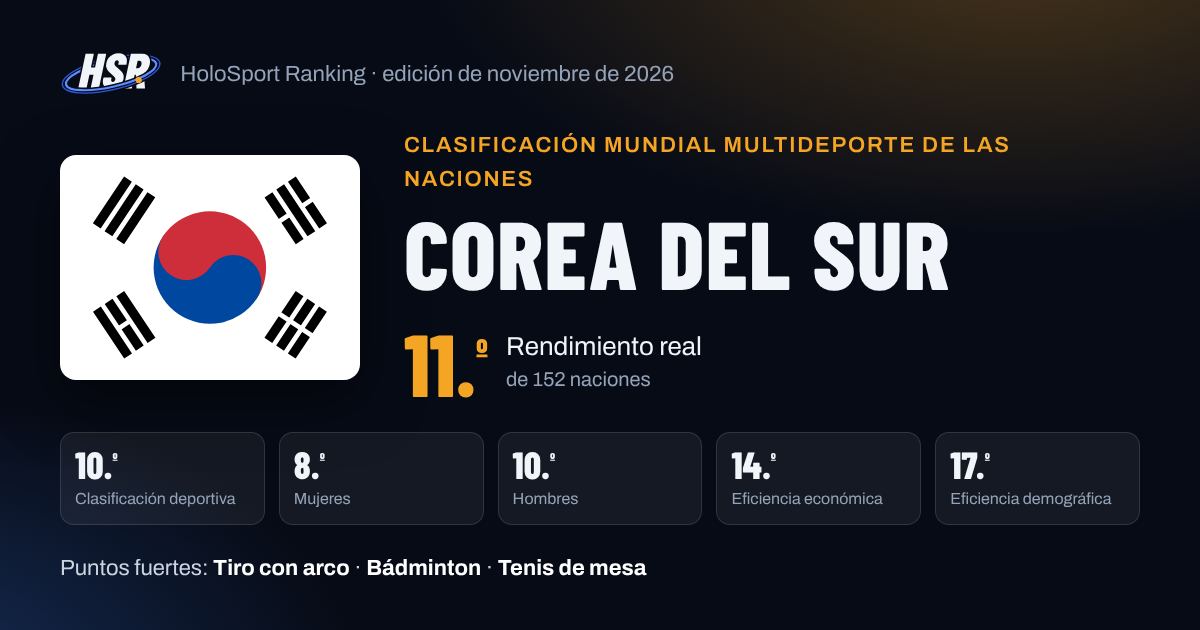 HSR
HoloSport Ranking · edición de noviembre de 2026
CLASIFICACIÓN MUNDIAL MULTIDEPORTE DE LAS
NACIONES
COREA DEL SUR
11.º
Rendimiento real
de 152 naciones
10.º
Clasificación deportiva
8.º
Mujeres
10.º
Hombres
14.º
Eficiencia económica
17.º
Eficiencia demográfica
Puntos fuertes: Tiro con arco · Bádminton · Tenis de mesa